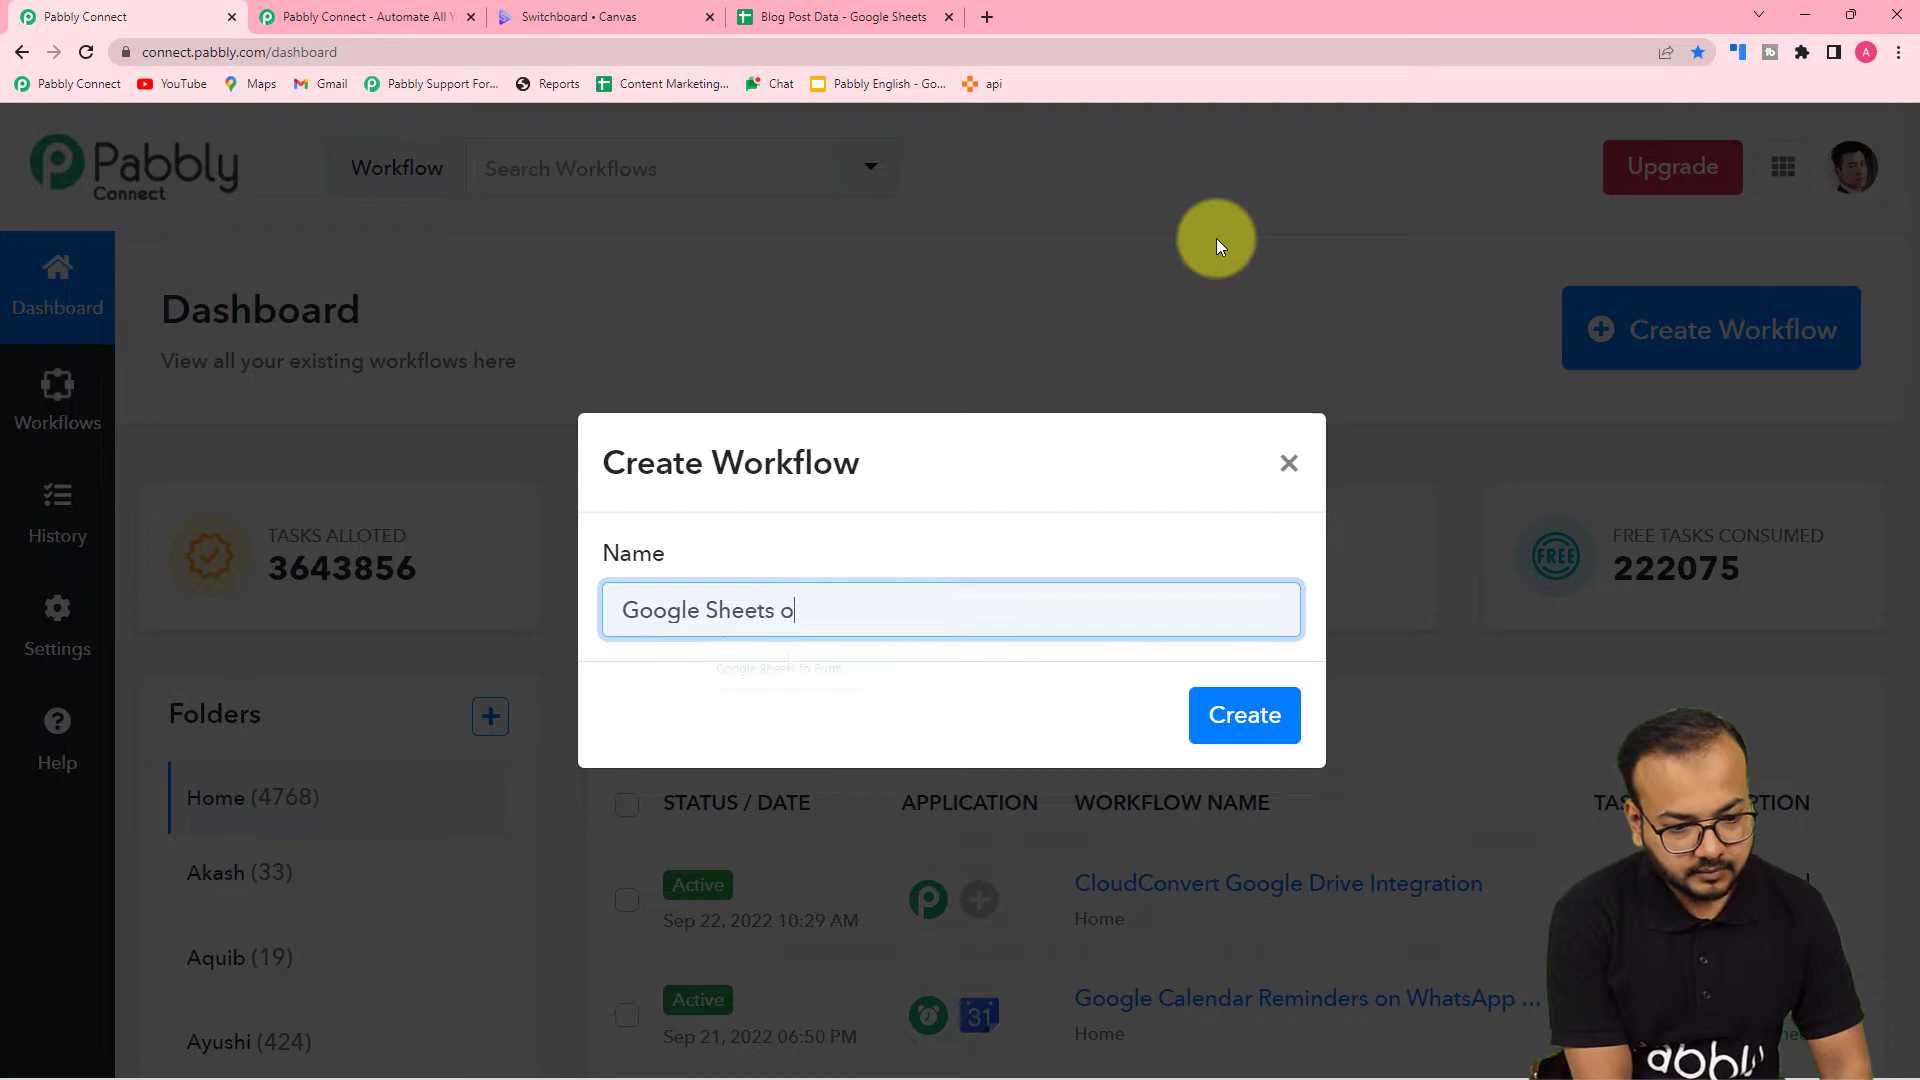 Pabbly Connect
Pabbly Connect - Automate All Y
Switchboard • Canvas
Blog Post Data - Google Sheets
connect.pabbly.com/dashboard
A
Pabbly Connect
YouTube
Maps
Gmail
Pabbly Support For...
Reports
Content Marketing...
Chat
Pabbly English - Go...
api
Pabbly
Connect
Workflow
Search Workflows
Upgrade
Dashboard
Dashboard
View all your existing workflows here
Create Workflow
Workflows
Create Workflow
History
TASKS ALLOTED
3643856
FREE
FREE TASKS CONSUMED
222075
Name
Google Sheets o
Settings
Create
Folders
Help
Home (4768)
STATUS / DATE
APPLICATION
WORKFLOW NAME
Akash (33)
Active
Sep 22, 2022 10:29 AM
CloudConvert Google Drive Integration
Home
Aquib (19)
Active
Sep 21, 2022 06:50 PM
31
Google Calendar Reminders on WhatsApp ...
Home
Ayushi (424)